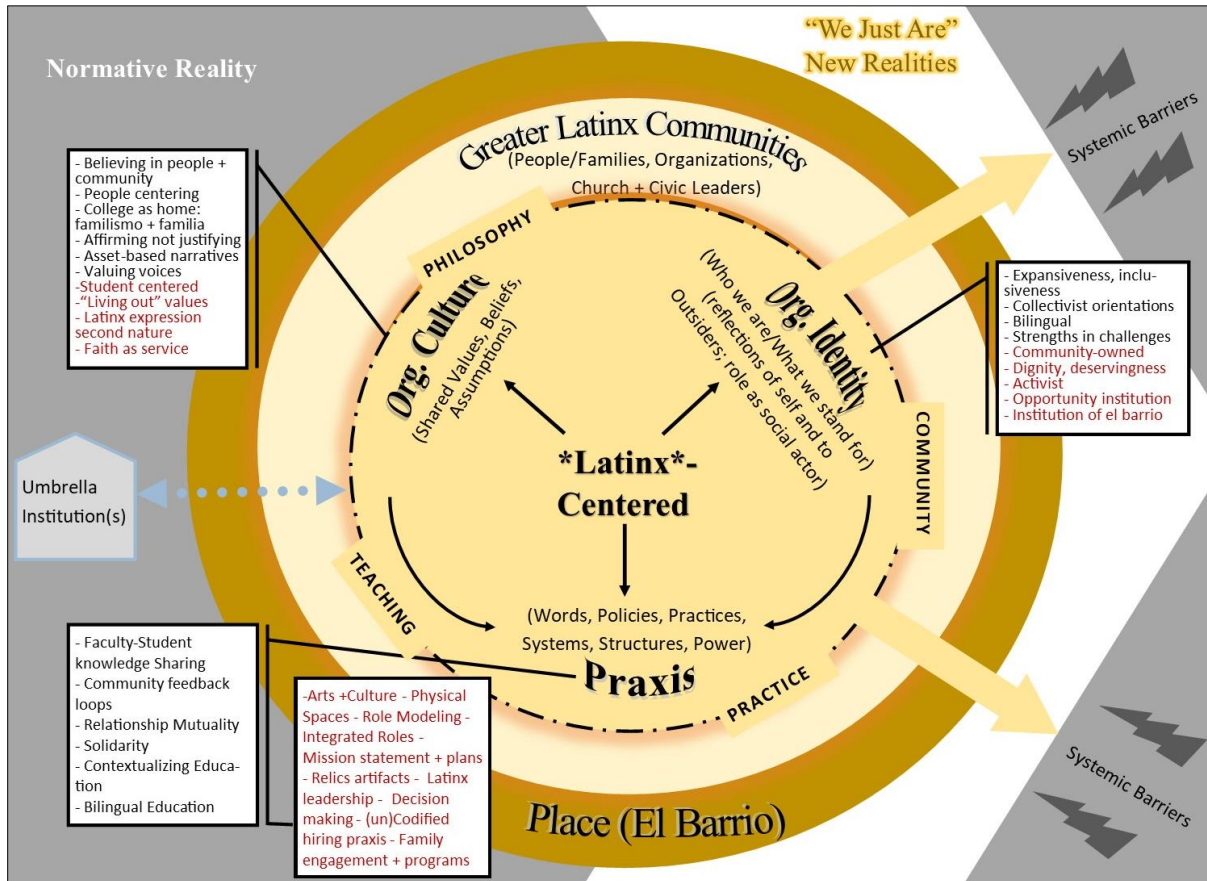 “We Just Are”
New Realities
Normative Reality
Systemic Barriers
Greater Latinx Communities
(People/Families, Organizations,
Church + Civic Leaders)
- Believing in people +
community
- People centering
- College as home:
familismo + familia
- Affirming not justifying
- Asset-based narratives
- Valuing voices
-Student centered
-“Living out” values
- Latinx expression
second nature
- Faith as service
PHILOSOPHY
Org. Culture
(Shared Values, Beliefs,
Assumptions)
Org. Identity
(Who we are/What we stand for)
(reflections of self and to
Outsiders; role as social actor)
- Expansiveness, inclu-
siveness
- Collectivist orientations
- Bilingual
- Strengths in challenges
- Community-owned
- Dignity, deservingness
- Activist
- Opportunity institution
- Institution of el barrio
COMMUNITY
*Latinx*-
Centered
Umbrella
Institution(s)
TEACHING
(Words, Policies, Practices,
Systems, Structures, Power)
Praxis
PRACTICE
- Faculty-Student
knowledge Sharing
- Community feedback
loops
- Relationship Mutuality
- Solidarity
- Contextualizing Educa-
tion
- Bilingual Education
-Arts +Culture - Physical
Spaces - Role Modeling -
Integrated Roles -
Mission statement + plans
- Relics artifacts - Latinx
leadership - Decision
making - (un)Codified
hiring praxis - Family
engagement + programs
Place (El Barrio)
Systemic Barriers